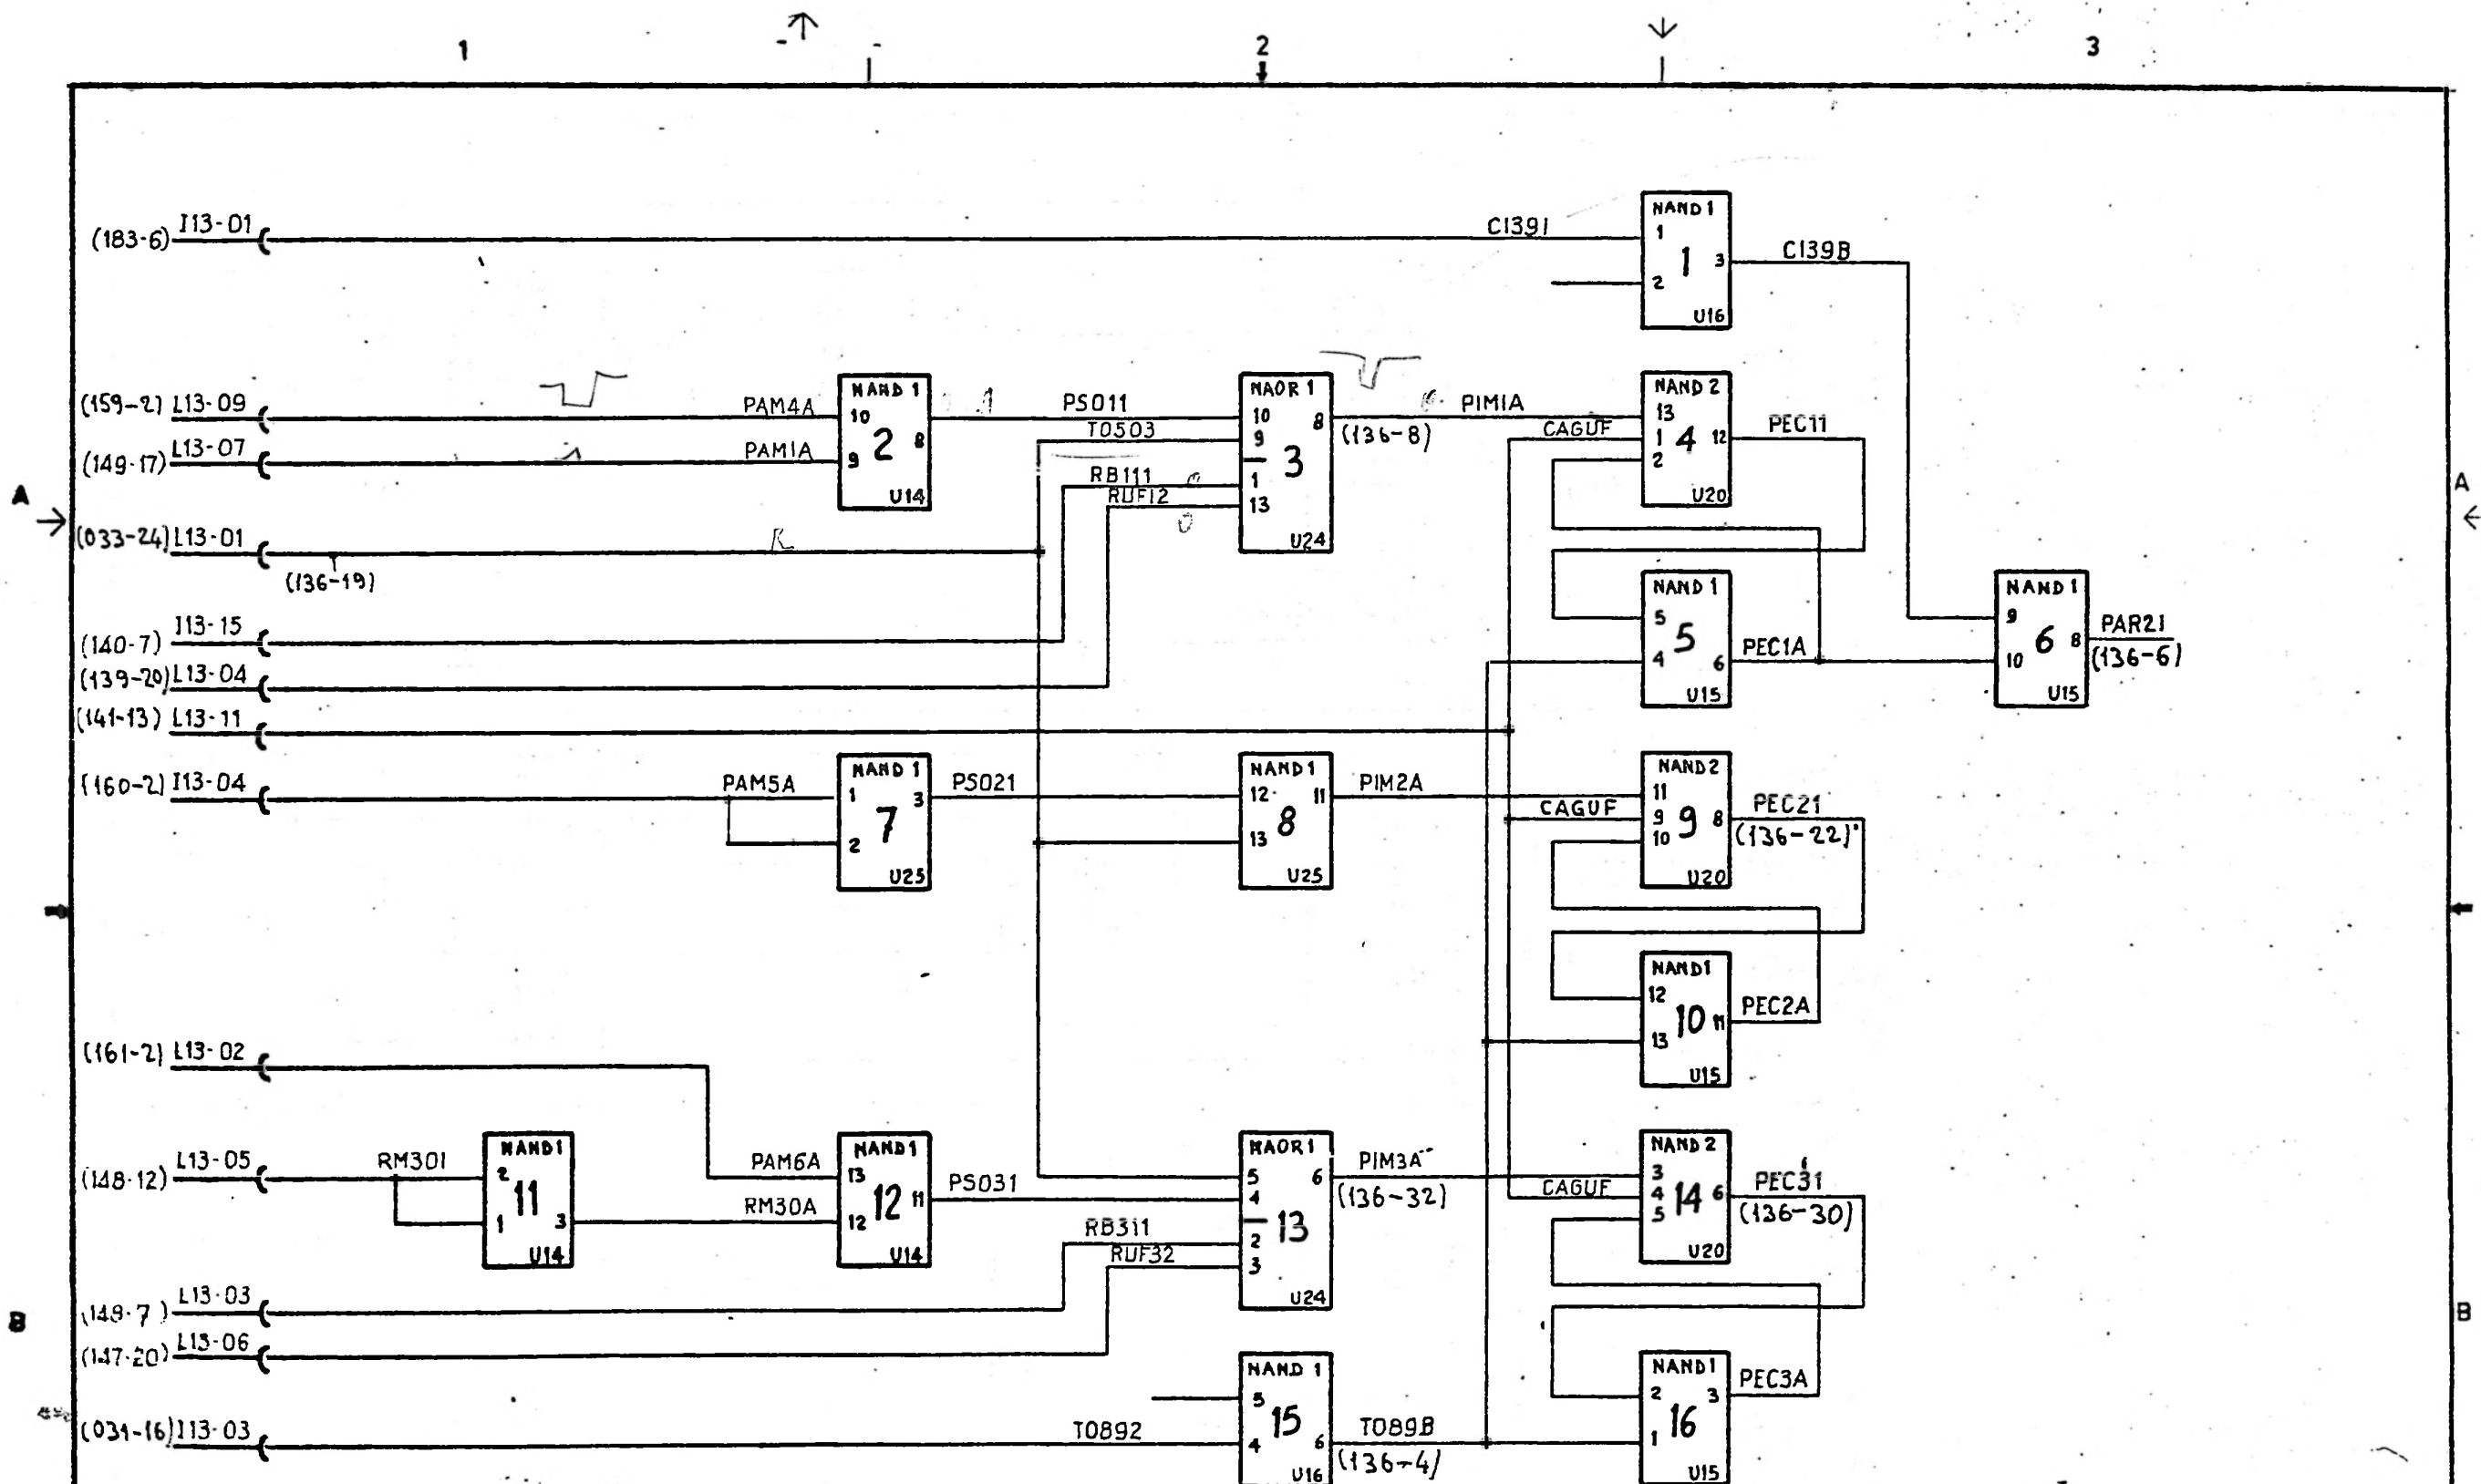 1 2 3
(183-6) I13-01 C1391 NAND 1 1 2 1 3 U16 C139B
(159-2) L13-09 PAM4A NAND 1 10 9 2 8 U14 PS011
(149-17) L13-07 PAM1A
T0503 RB111 RUF12 NAOR 1 10 9 1 13 3 8 U24 PIM1A (136-8)
CAGUF NAND 2 13 1 2 4 12 U20 PEC11
A A
(033-24) L13-01 (136-19)
(140-7) I13-15
(139-20) L13-04
(141-13) L13-11
NAND 1 5 4 5 6 U15 PEC1A
NAND 1 9 10 6 8 U15 PAR21 (136-6)
(160-2) I13-04 PAM5A NAND 1 1 2 7 3 U25 PS021
NAND1 12 13 8 11 U25 PIM2A
CAGUF NAND2 11 9 10 9 8 U20 PEC21 (136-22)
NAND1 12 13 10 11 U15 PEC2A
(161-2) L13-02
(148-12) L13-05 RM301 NAND1 2 1 11 3 U14
PAM6A RM30A NAND1 13 12 12 11 U14 PS031
RB311 RUF32 NAOR1 5 4 2 3 13 6 U24 PIM3A (136-32)
CAGUF NAND 2 3 4 5 14 6 U20 PEC31 (136-30)
L13-03
B B
(147-20) L13-06
(031-16) I13-03 T0892 NAND 1 5 4 15 6 U16 T089B (136-4)
NAND1 2 1 16 3 U15 PEC3A